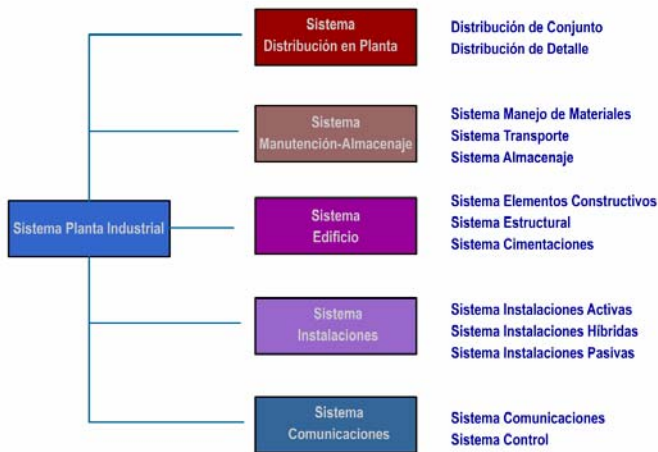 Sistema
Distribución en Planta
Distribución de Conjunto
Distribución de Detalle
Sistema
Manutención-Almacenaje
Sistema Manejo de Materiales
Sistema Transporte
Sistema Almacenaje
Sistema Planta Industrial
Sistema
Edificio
Sistema Elementos Constructivos
Sistema Estructural
Sistema Cimentaciones
Sistema
Instalaciones
Sistema Instalaciones Activas
Sistema Instalaciones Híbridas
Sistema Instalaciones Pasivas
Sistema
Comunicaciones
Sistema Comunicaciones
Sistema Control